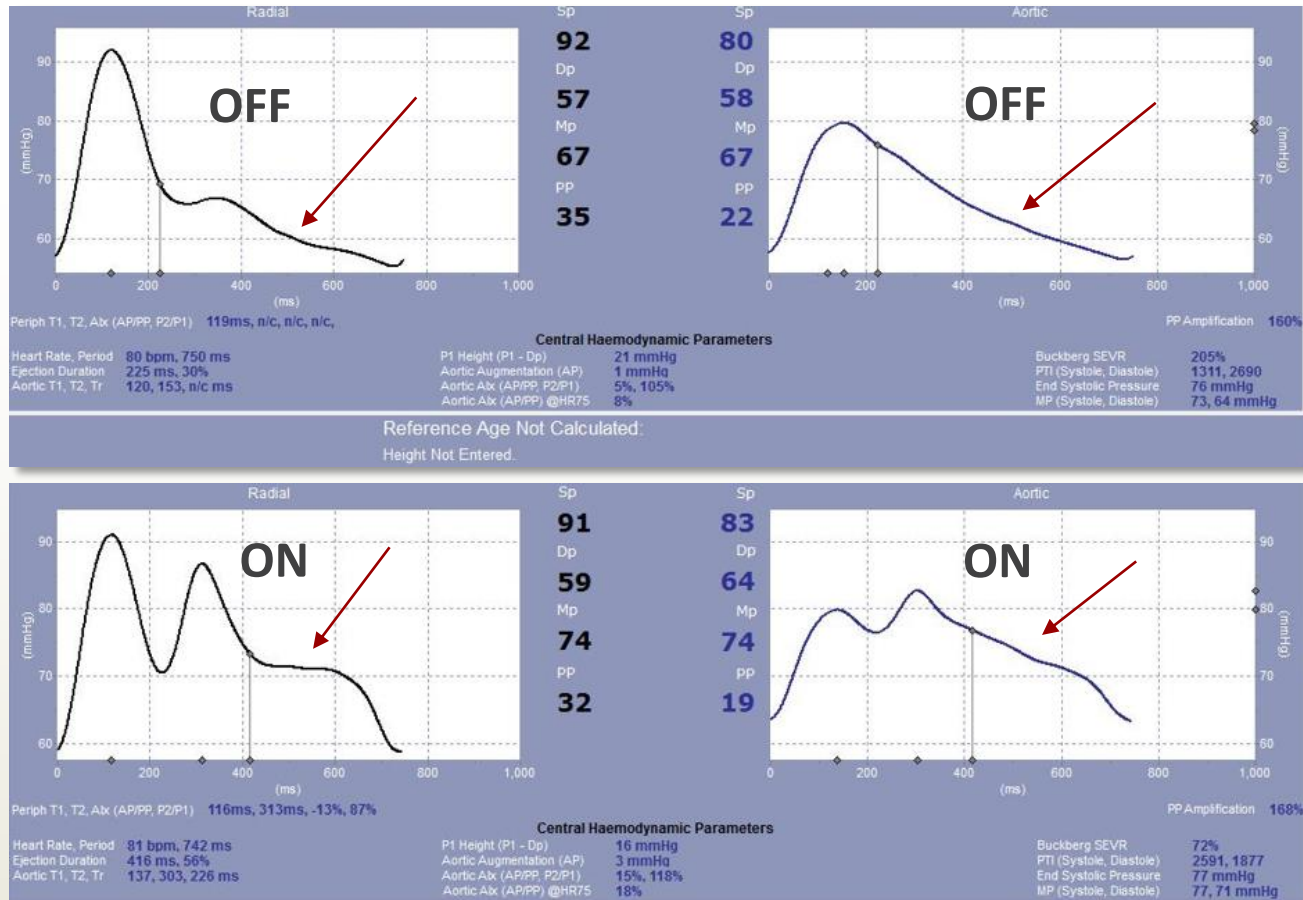 Radial Sp Sp Aortic
92 80
Dp Dp
57 58
Mp Mp
67 67
PP PP
35 22
OFF OFF
90 80 70 60
(mmHg)
0 200 400 600 800 1,000
(ms)
90 80 70 60
(mmHg)
0 200 400 600 800 1,000
(ms)
Periph T1, T2, AIx (AP/PP, P2/P1) 119ms, n/c, n/c, n/c,
PP Amplification 160%
Central Haemodynamic Parameters
Heart Rate, Period 80 bpm, 750 ms P1 Height (P1 - Dp) 21 mmHg Buckberg SEVR 205%
Ejection Duration 225 ms, 30% Aortic Augmentation (AP) 1 mmHg PTI (Systole, Diastole) 1311, 2690
Aortic T1, T2, Tr 120, 153, n/c ms Aortic AIx (AP/PP, P2/P1) 5%, 105% End Systolic Pressure 76 mmHg
Aortic AIx (AP/PP) @HR75 8% MP (Systole, Diastole) 73, 64 mmHg
Reference Age Not Calculated:
Height Not Entered.
Radial Sp Sp Aortic
91 83
Dp Dp
59 64
Mp Mp
74 74
PP PP
32 19
ON ON
90 80 70 60
(mmHg)
0 200 400 600 800 1,000
(ms)
90 80 70 60
(mmHg)
0 200 400 600 800 1,000
(ms)
Periph T1, T2, AIx (AP/PP, P2/P1) 116ms, 313ms, -13%, 87%
PP Amplification 168%
Central Haemodynamic Parameters
Heart Rate, Period 81 bpm, 742 ms P1 Height (P1 - Dp) 16 mmHg Buckberg SEVR 72%
Ejection Duration 416 ms, 56% Aortic Augmentation (AP) 3 mmHg PTI (Systole, Diastole) 2591, 1877
Aortic T1, T2, Tr 137, 303, 226 ms Aortic AIx (AP/PP, P2/P1) 15%, 118% End Systolic Pressure 77 mmHg
Aortic AIx (AP/PP) @HR75 18% MP (Systole, Diastole) 77, 71 mmHg